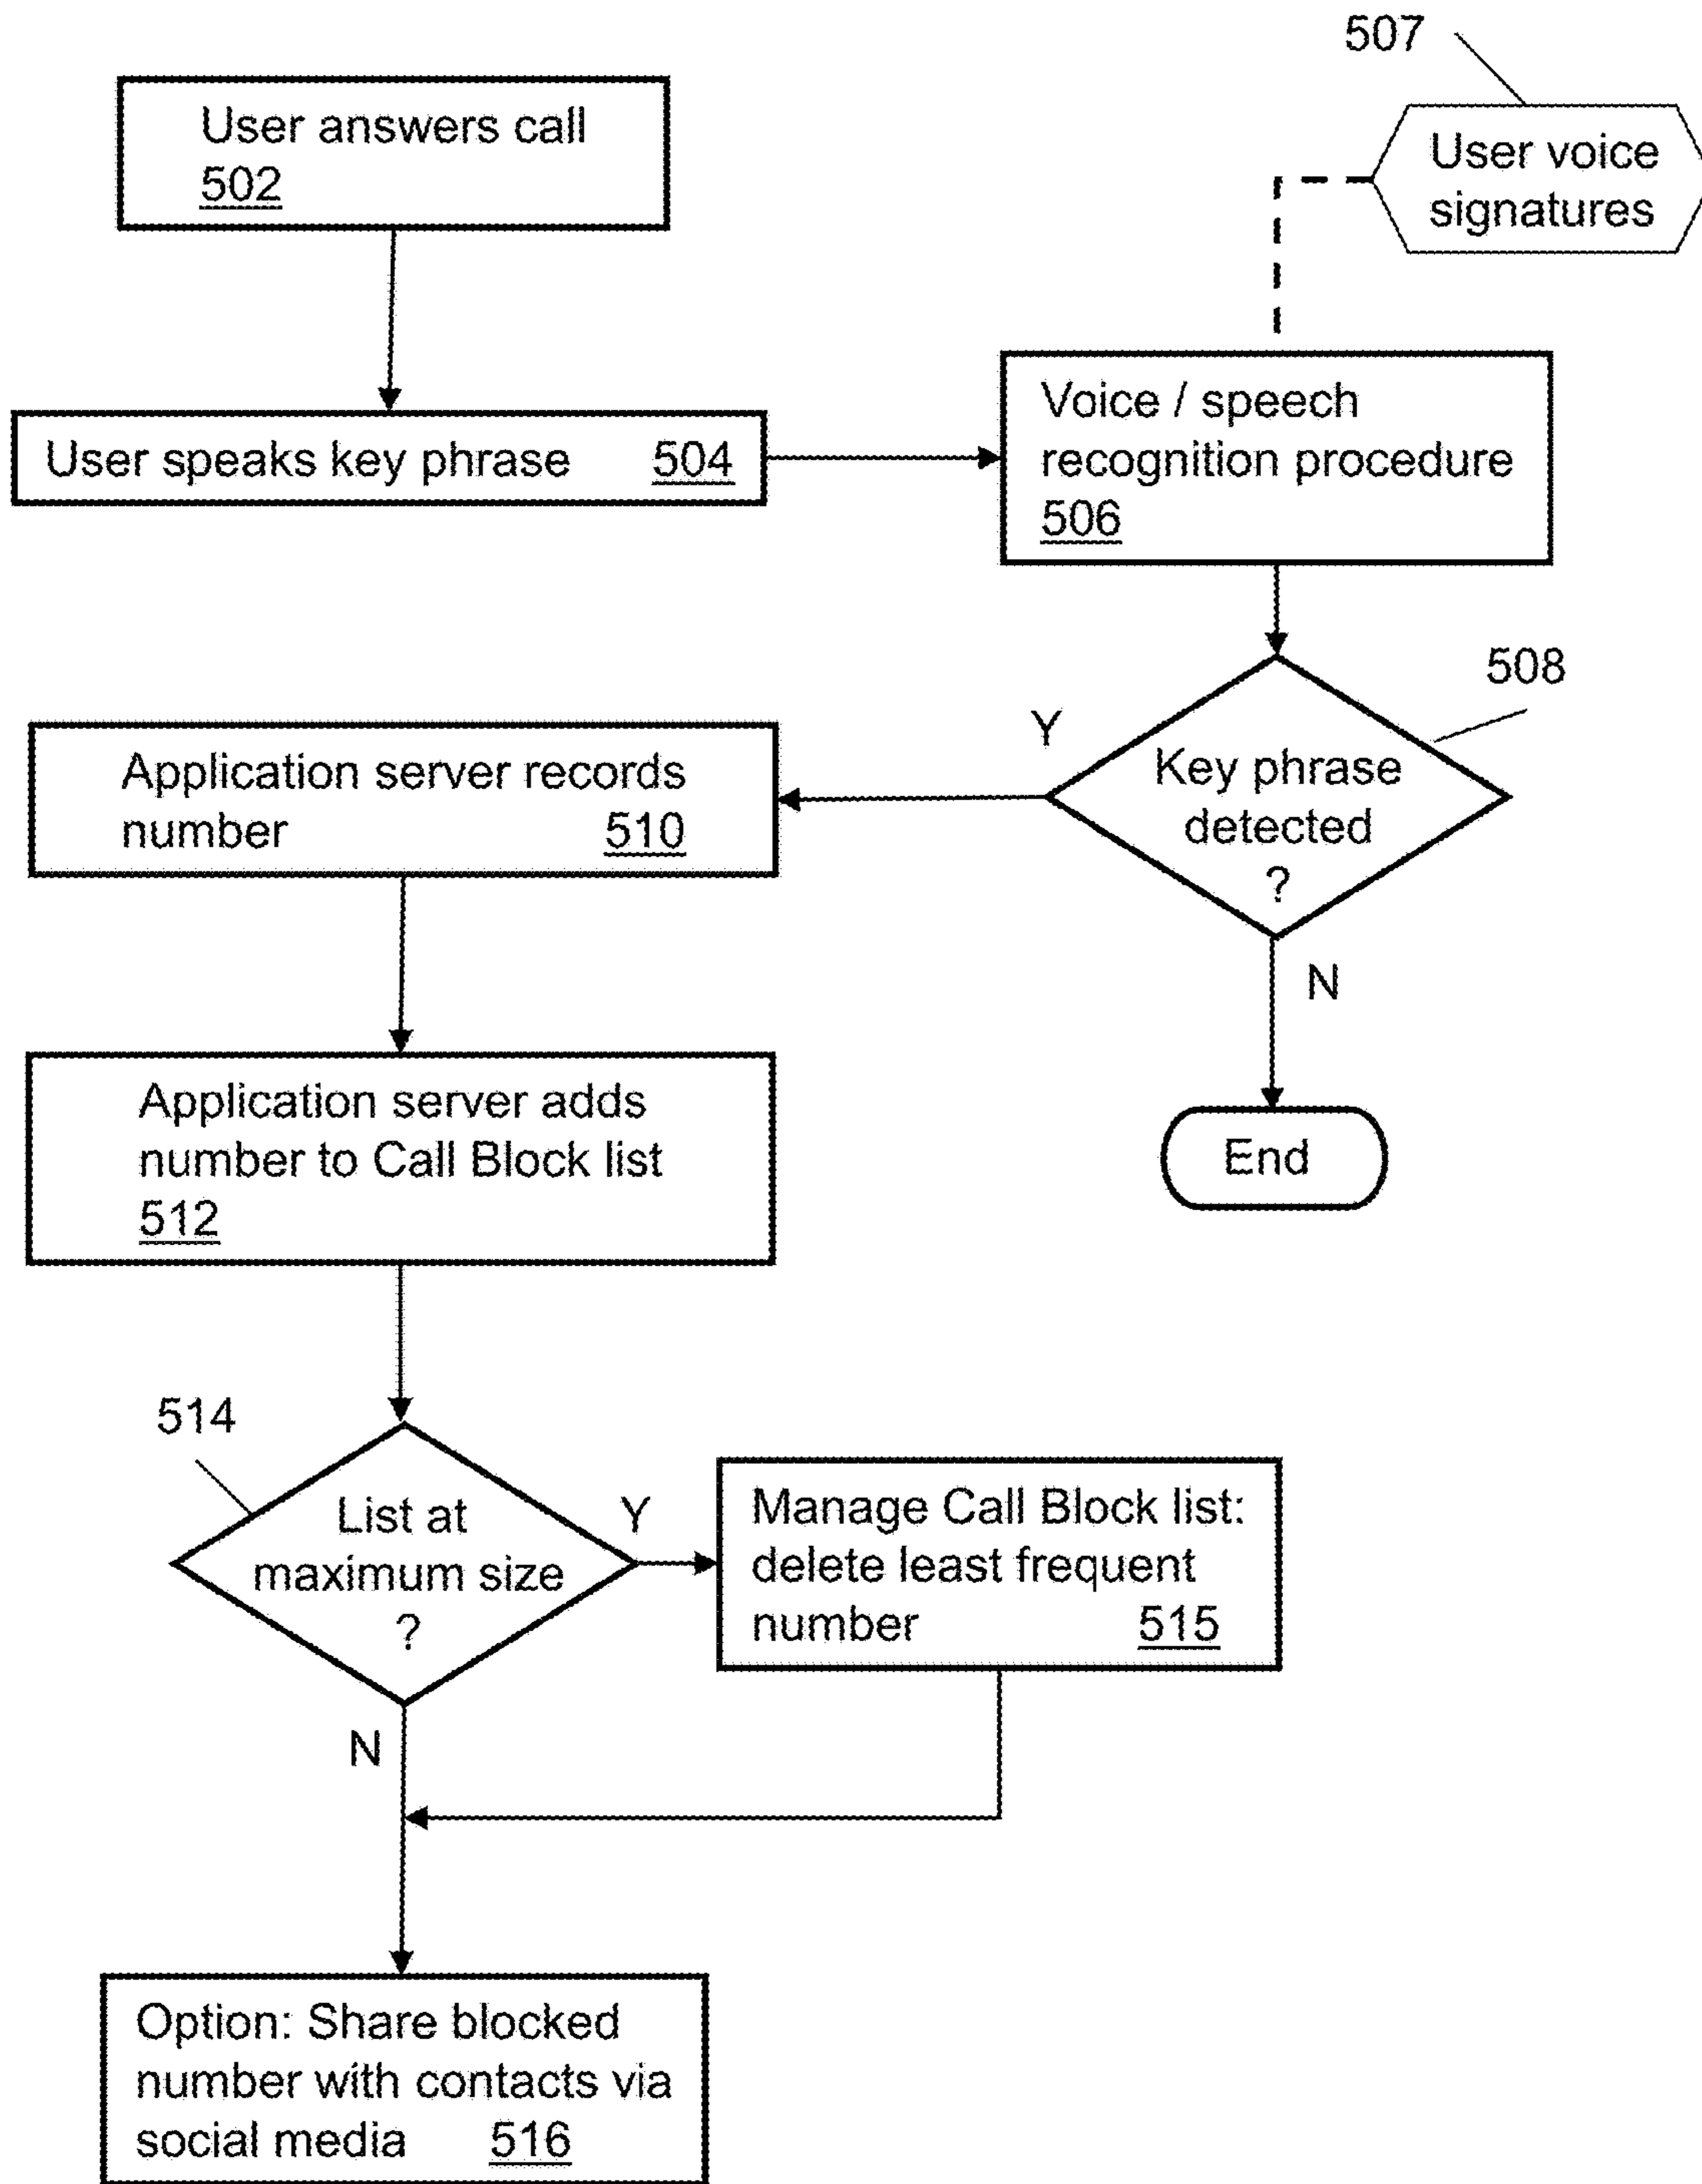 507
User answers call
502
User voice
signatures
User speaks key phrase 504
Voice / speech
recognition procedure
506
508
Y
Key phrase
detected
?
N
End
Application server records
number 510
Application server adds
number to Call Block list
512
514
List at
maximum size
?
Y
Manage Call Block list:
delete least frequent
number 515
N
Option: Share blocked
number with contacts via
social media 516